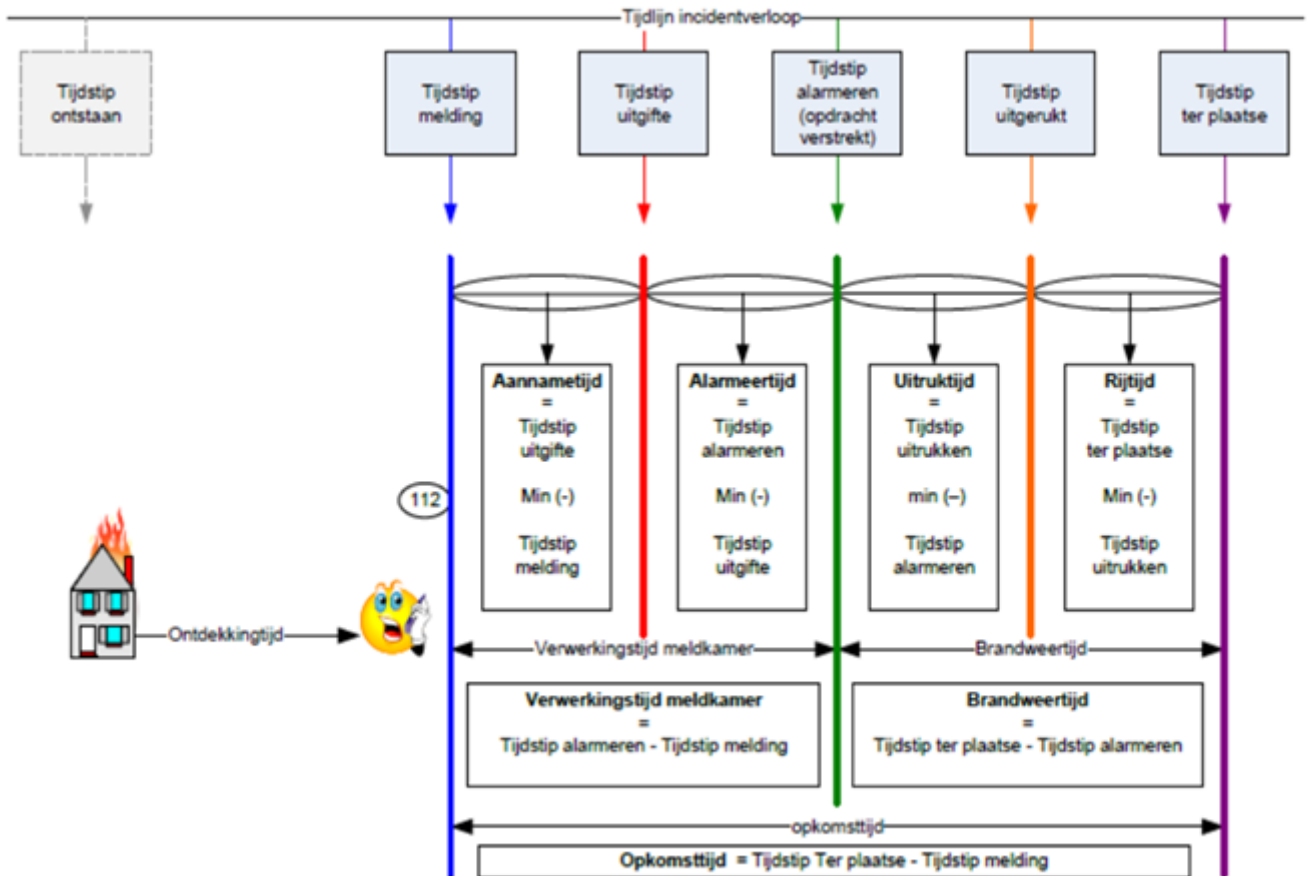 Tijdlijn incidentverloop
Tijdstip
ontstaan
Tijdstip
melding
Tijdstip
uitgifte
Tijdstip
alarmeren
(opdracht
verstrekt)
Tijdstip
uitgerukt
Tijdstip
ter plaatse
Aannametijd
=
Tijdstip
uitgifte
Min (-)
Tijdstip
melding
Alarmeertijd
=
Tijdstip
alarmeren
Min (-)
Tijdstip
uitgifte
Uitruktijd
=
Tijdstip
uitrukken
min (–)
Tijdstip
alarmeren
Rijtijd
=
Tijdstip
ter plaatse
Min (-)
Tijdstip
uitrukken
112
Ontdekkingtijd
Verwerkingstijd meldkamer
Brandweertijd
Verwerkingstijd meldkamer
=
Tijdstip alarmeren - Tijdstip melding
Brandweertijd
=
Tijdstip ter plaatse - Tijdstip alarmeren
opkomsttijd
Opkomsttijd = Tijdstip Ter plaatse - Tijdstip melding